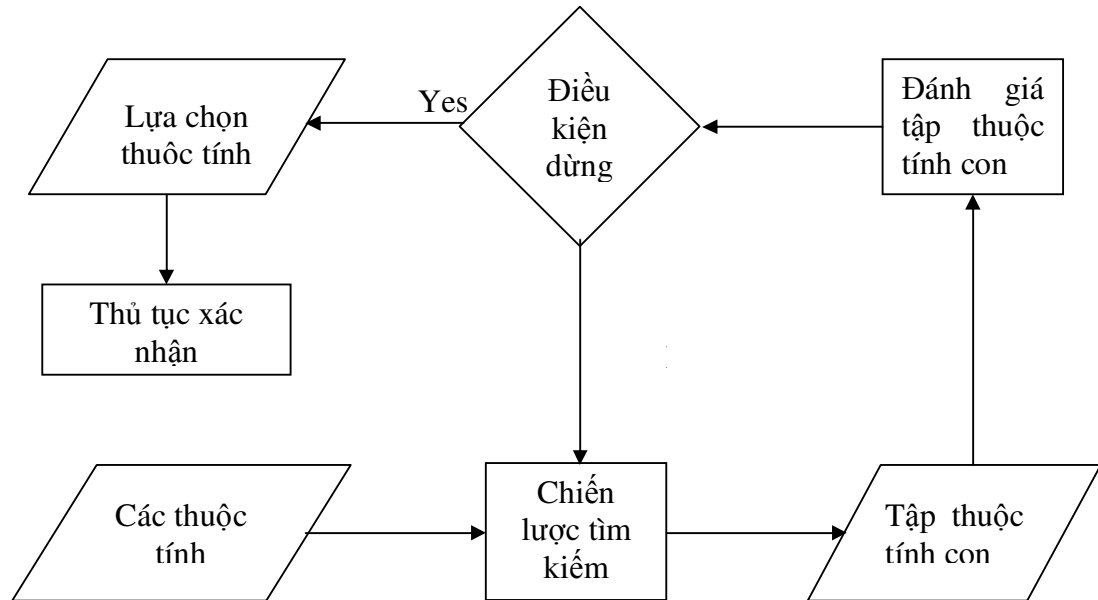 Lựa chọn
thuôc tính
Yes
Điều
kiện
dừng
Đánh giá
tập thuộc
tính con
Thủ tục xác
nhận
Các thuộc
tính
Chiến
lược tìm
kiếm
Tập thuộc
tính con